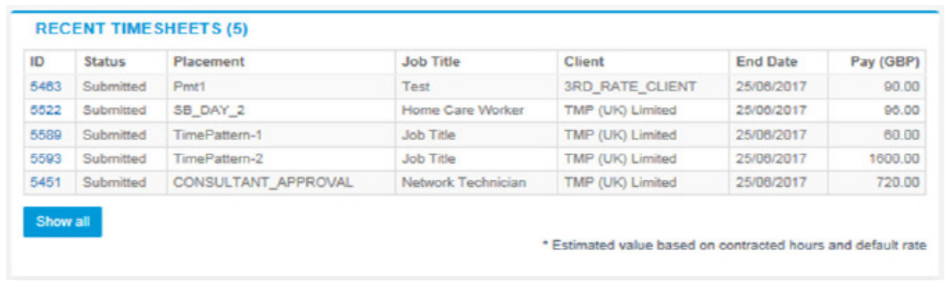 RECENT TIMESHEETS (5)
ID Status Placement Job Title Client End Date Pay (GBP)
5463 Submitted Pmt1 Test 3RD_RATE_CLIENT 25/06/2017 90.00
5522 Submitted SB_DAY_2 Home Care Worker TMP (UK) Limited 25/06/2017 96.00
5589 Submitted TimePattern-1 Job Title TMP (UK) Limited 25/06/2017 60.00
5593 Submitted TimePattern-2 Job Title TMP (UK) Limited 25/06/2017 1600.00
5451 Submitted CONSULTANT_APPROVAL Network Technician TMP (UK) Limited 25/06/2017 720.00
Show all
* Estimated value based on contracted hours and default rate